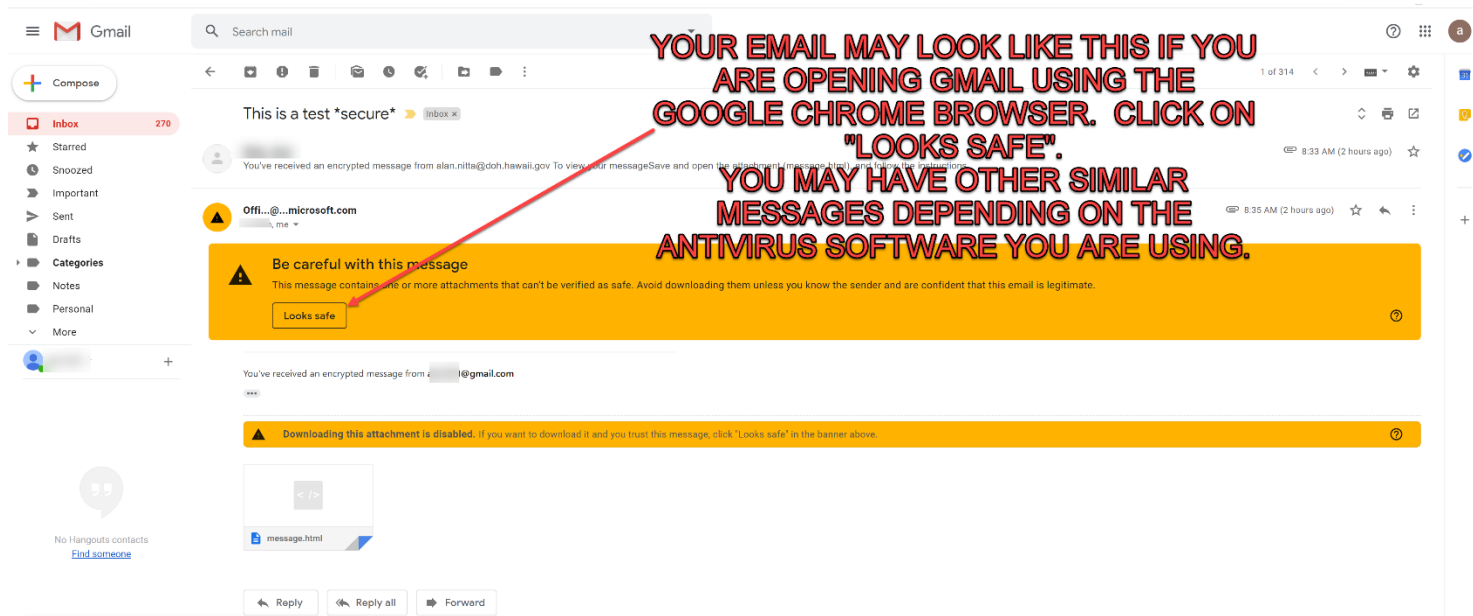 Gmail
Search mail
a
YOUR EMAIL MAY LOOK LIKE THIS IF YOU
ARE OPENING GMAIL USING THE
GOOGLE CHROME BROWSER. CLICK ON
"LOOKS SAFE".
YOU MAY HAVE OTHER SIMILAR
MESSAGES DEPENDING ON THE
ANTIVIRUS SOFTWARE YOU ARE USING.
Compose
1 of 314
31
Inbox 270
Starred
Snoozed
Important
Sent
Drafts
Categories
Notes
Personal
More
This is a test *secure* Inbox x
8:33 AM (2 hours ago)
You've received an encrypted message from alan.nitta@doh.hawaii.gov To view your messageSave and open the attachment (message.html), and follow the instructions
Offi...@...microsoft.com
8:35 AM (2 hours ago)
, me
Be careful with this message
This message contains one or more attachments that can't be verified as safe. Avoid downloading them unless you know the sender and are confident that this email is legitimate.
Looks safe
You've received an encrypted message from @gmail.com
Downloading this attachment is disabled. If you want to download it and you trust this message, click "Looks safe" in the banner above.
</>
message.html
No Hangouts contacts
Find someone
Reply
Reply all
Forward